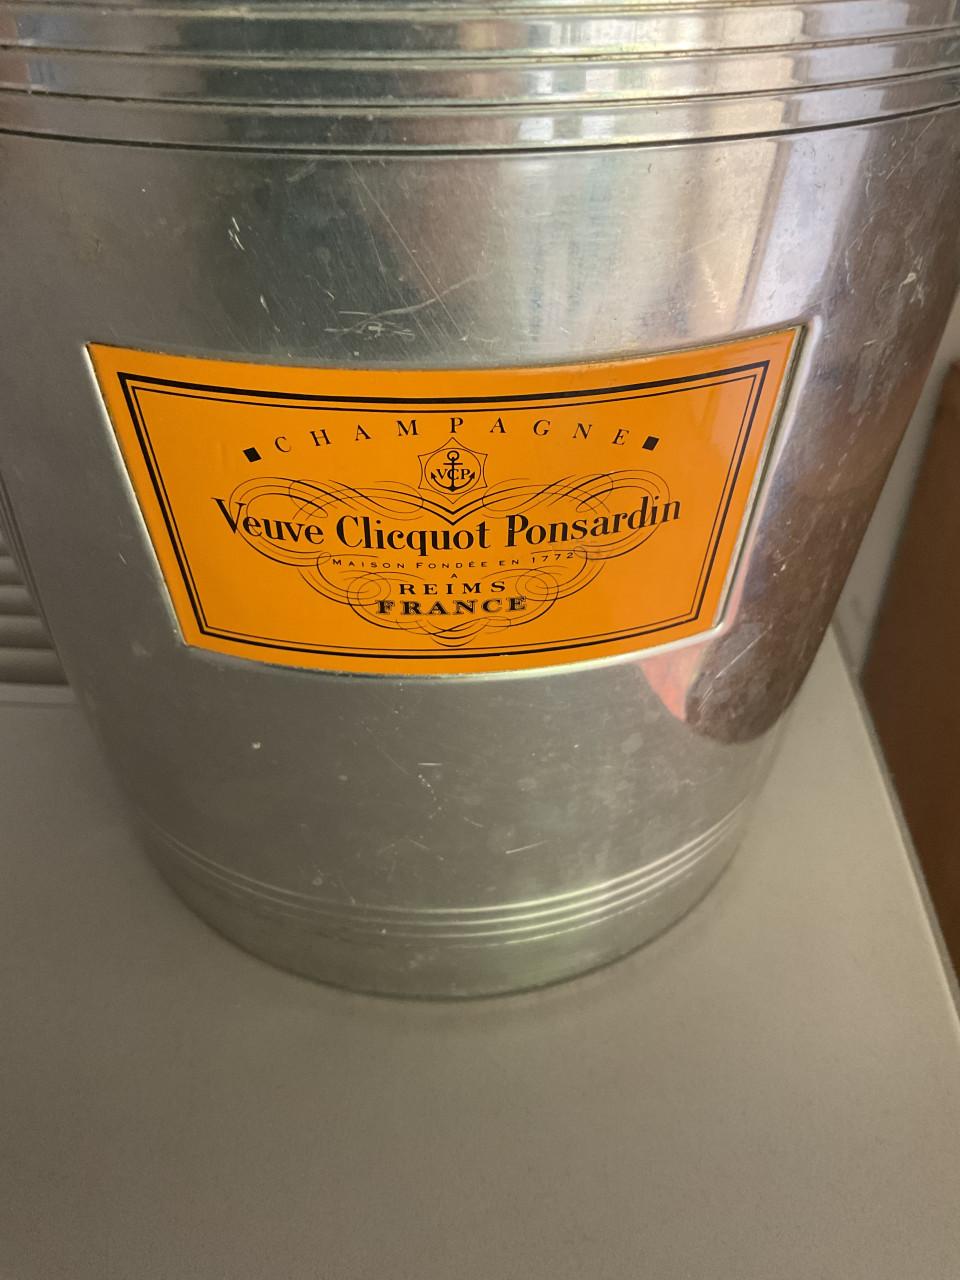 CHAMPAGNE
VCP
Veuve Clicquot Ponsardin
MAISON FONDÉE EN 1772
A
REIMS
FRANCE